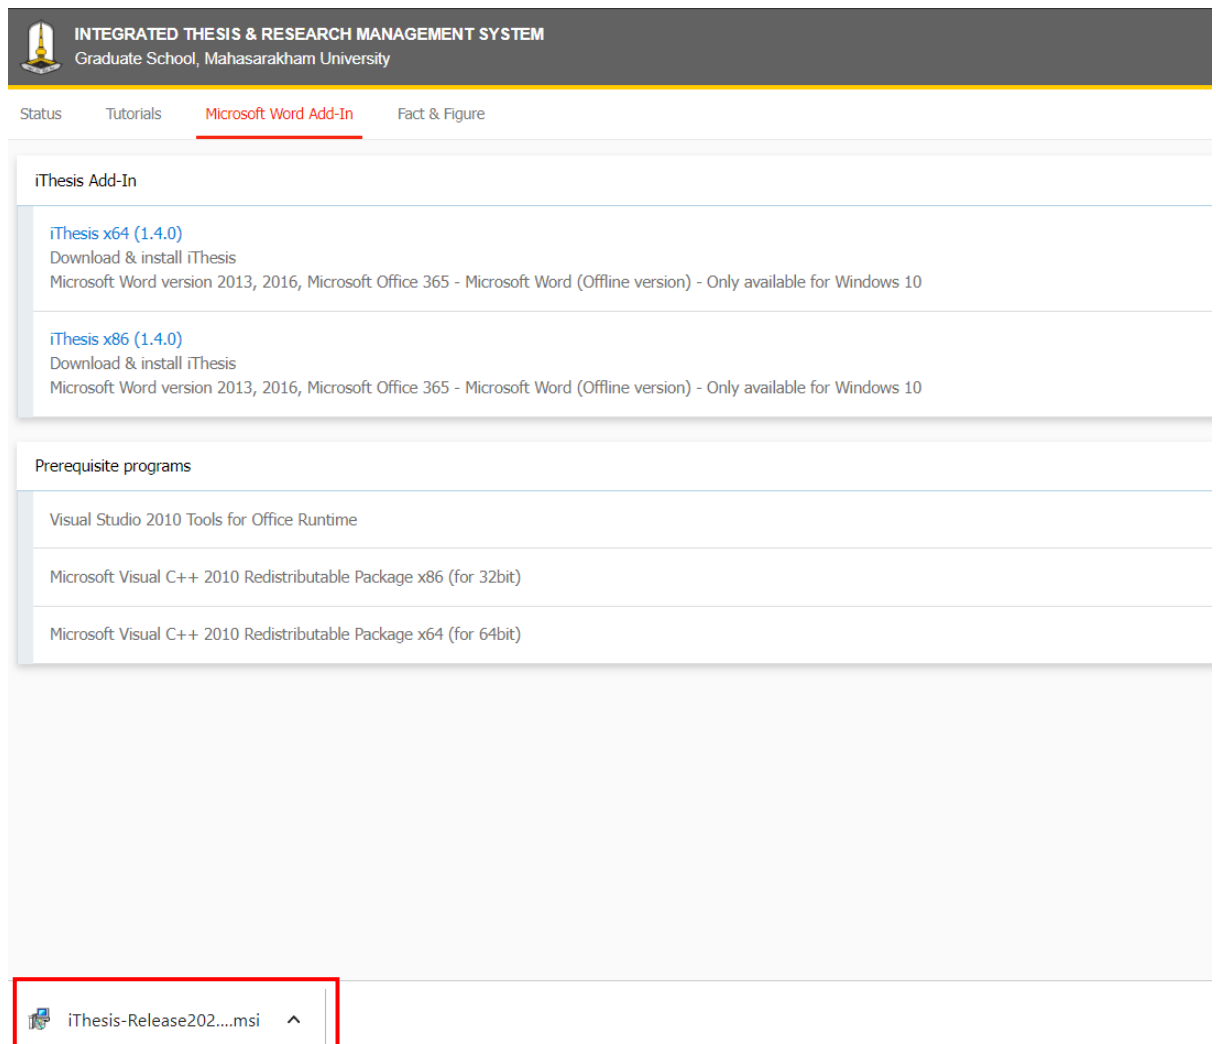 INTEGRATED THESIS & RESEARCH MANAGEMENT SYSTEM
Graduate School, Mahasarakham University
Status Tutorials Microsoft Word Add-In Fact & Figure
iThesis Add-In
iThesis x64 (1.4.0)
Download & install iThesis
Microsoft Word version 2013, 2016, Microsoft Office 365 - Microsoft Word (Offline version) - Only available for Windows 10
iThesis x86 (1.4.0)
Download & install iThesis
Microsoft Word version 2013, 2016, Microsoft Office 365 - Microsoft Word (Offline version) - Only available for Windows 10
Prerequisite programs
Visual Studio 2010 Tools for Office Runtime
Microsoft Visual C++ 2010 Redistributable Package x86 (for 32bit)
Microsoft Visual C++ 2010 Redistributable Package x64 (for 64bit)
iThesis-Release202....msi